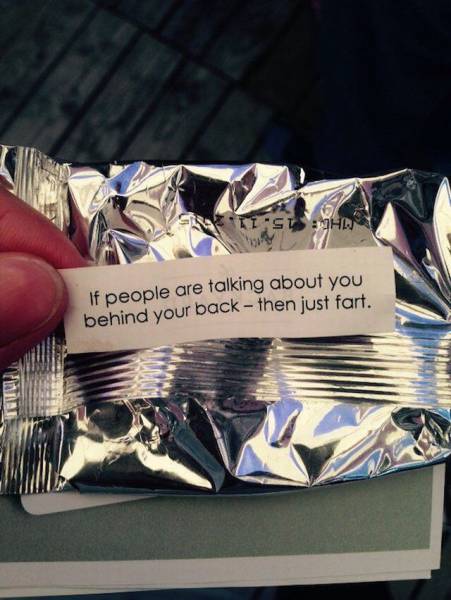 If people are talking about you
behind your back – then just fart.